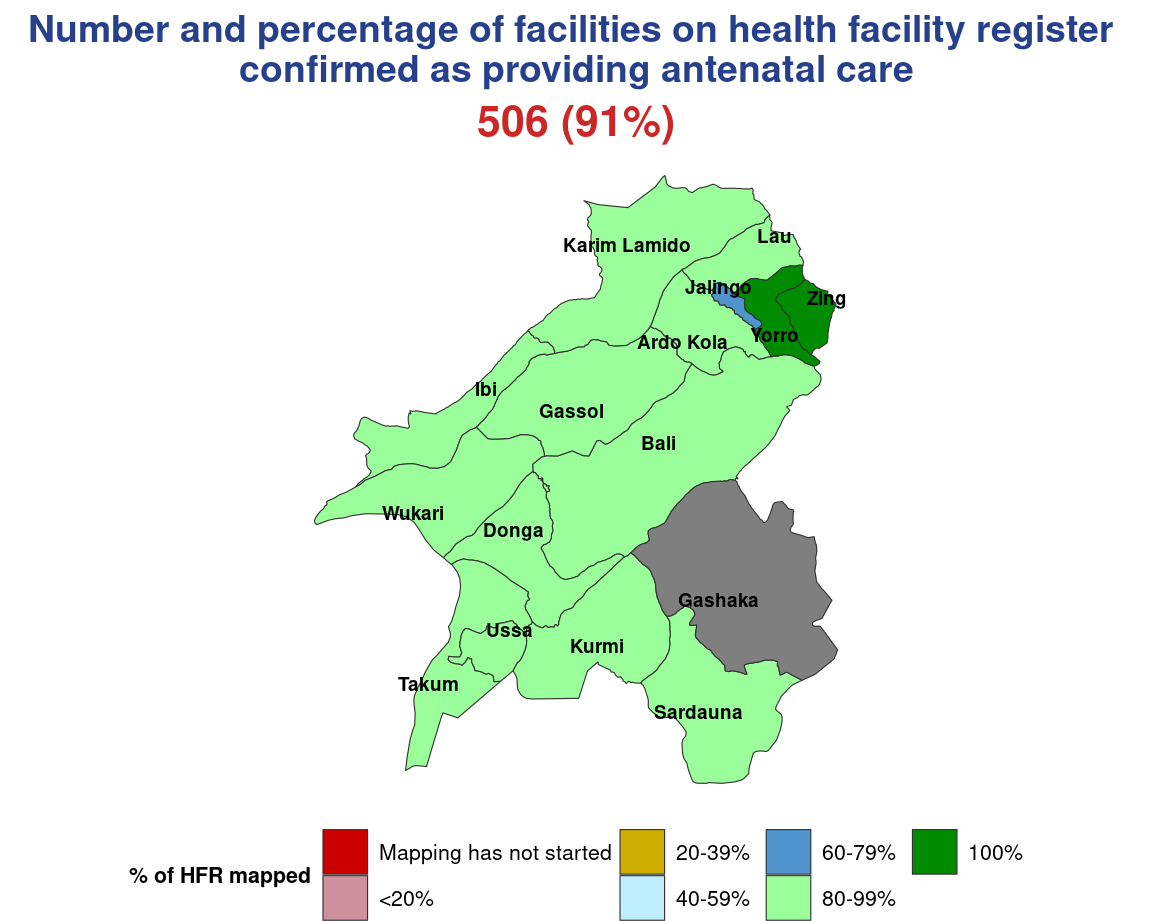 Number and percentage of facilities on health facility register
confirmed as providing antenatal care
506 (91%)
Karim Lamido
Lau
Jalingo
Zing
Yorro
Ardo Kola
Ibi
Gassol
Bali
Wukari
Donga
Gashaka
Ussa
Kurmi
Takum
Sardauna
% of HFR mapped
Mapping has not started
<20%
20-39%
40-59%
60-79%
80-99%
100%